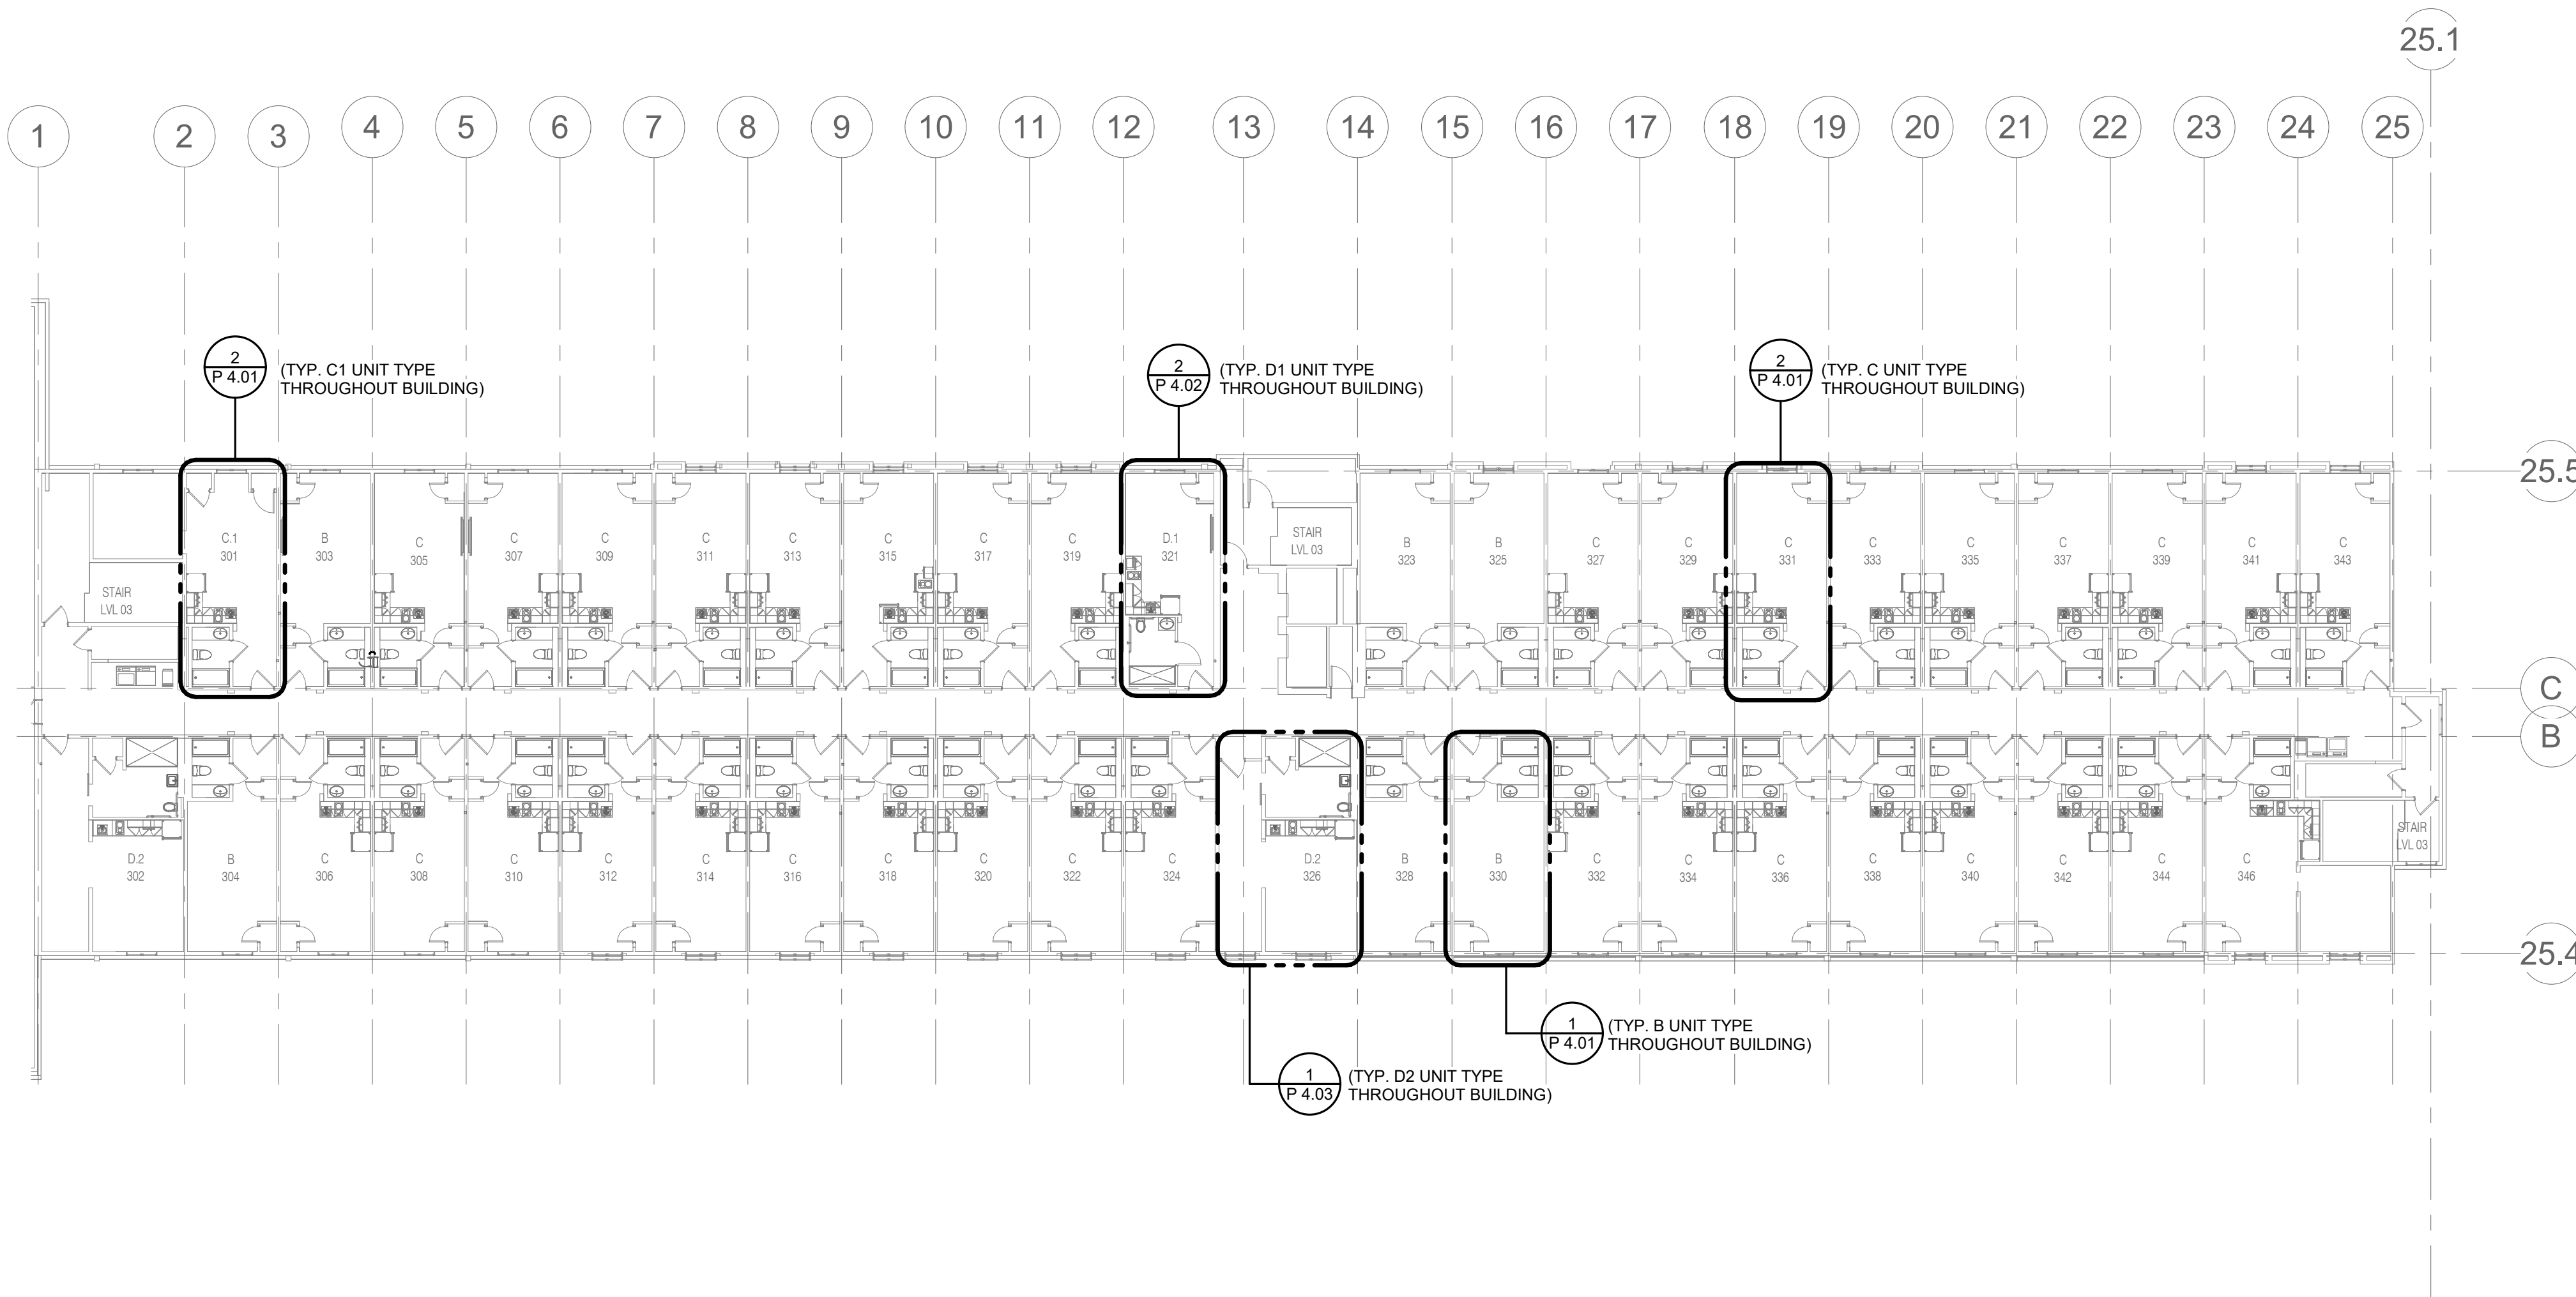 25.1
1
2
3
4
5
6
7
8
9
10
11
12
13
14
15
16
17
18
19
20
21
22
23
24
25
2
P 4.01
(TYP. C1 UNIT TYPE
THROUGHOUT BUILDING)
2
P 4.02
(TYP. D1 UNIT TYPE
THROUGHOUT BUILDING)
2
P 4.01
(TYP. C UNIT TYPE
THROUGHOUT BUILDING)
25.5
C.1
301
B
303
C
305
C
307
C
309
C
311
C
313
C
315
C
317
C
319
D.1
321
STAIR
LVL 03
B
323
B
325
C
327
C
329
C
331
C
333
C
335
C
337
C
339
C
341
C
343
STAIR
LVL 03
C
B
D.2
302
B
304
C
306
C
308
C
310
C
312
C
314
C
316
C
318
C
320
C
322
C
324
D.2
326
B
328
B
330
C
332
C
334
C
336
C
338
C
340
C
342
C
344
C
346
STAIR
LVL 03
25.4
1
P 4.01
(TYP. B UNIT TYPE
THROUGHOUT BUILDING)
1
P 4.03
(TYP. D2 UNIT TYPE
THROUGHOUT BUILDING)